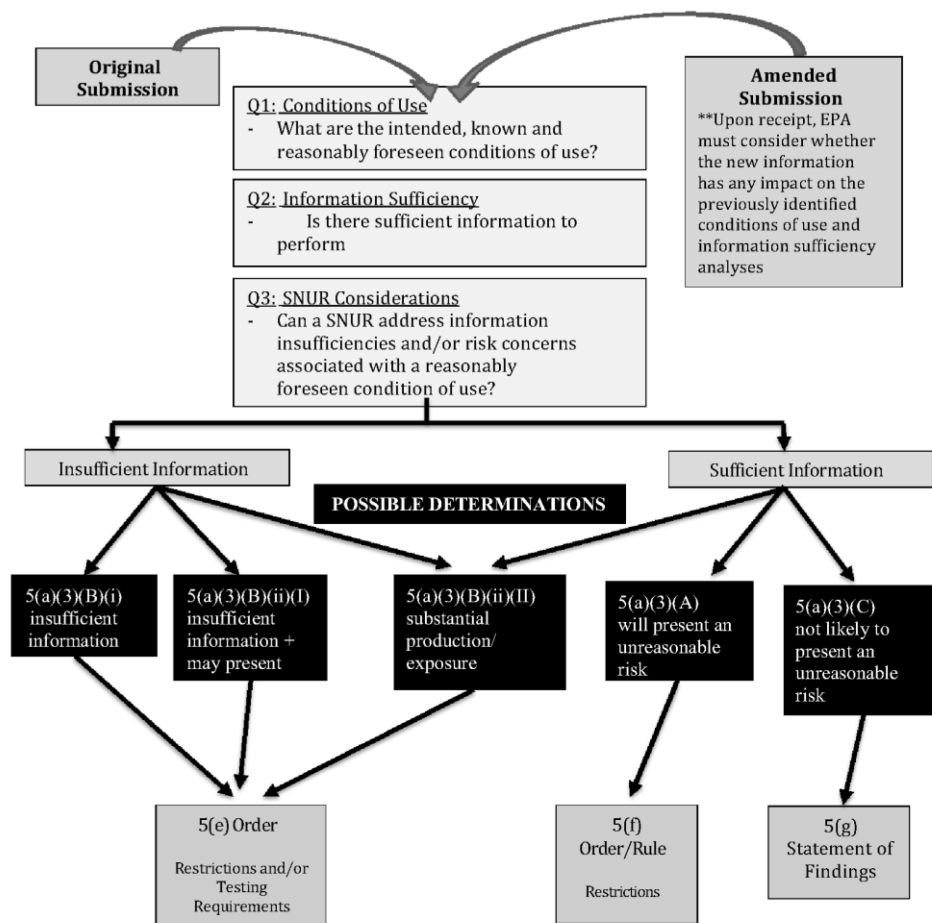 Original
Submission
Amended
Submission
**Upon receipt, EPA
must consider whether
the new information
has any impact on the
previously identified
conditions of use and
information sufficiency
analyses
Q1: Conditions of Use
- What are the intended, known and
reasonably foreseen conditions of use?
Q2: Information Sufficiency
- Is there sufficient information to
perform
Q3: SNUR Considerations
- Can a SNUR address information
insufficiencies and/or risk concerns
associated with a reasonably
foreseen condition of use?
Insufficient Information
Sufficient Information
POSSIBLE DETERMINATIONS
5(a)(3)(B)(i)
insufficient
information
5(a)(3)(B)(ii)(I)
insufficient
information +
may present
5(a)(3)(B)(ii)(II)
substantial
production/
exposure
5(a)(3)(A)
will present an
unreasonable
risk
5(a)(3)(C)
not likely to
present an
unreasonable
risk
5(e) Order
Restrictions and/or
Testing
Requirements
5(f)
Order/Rule
Restrictions
5(g)
Statement of
Findings